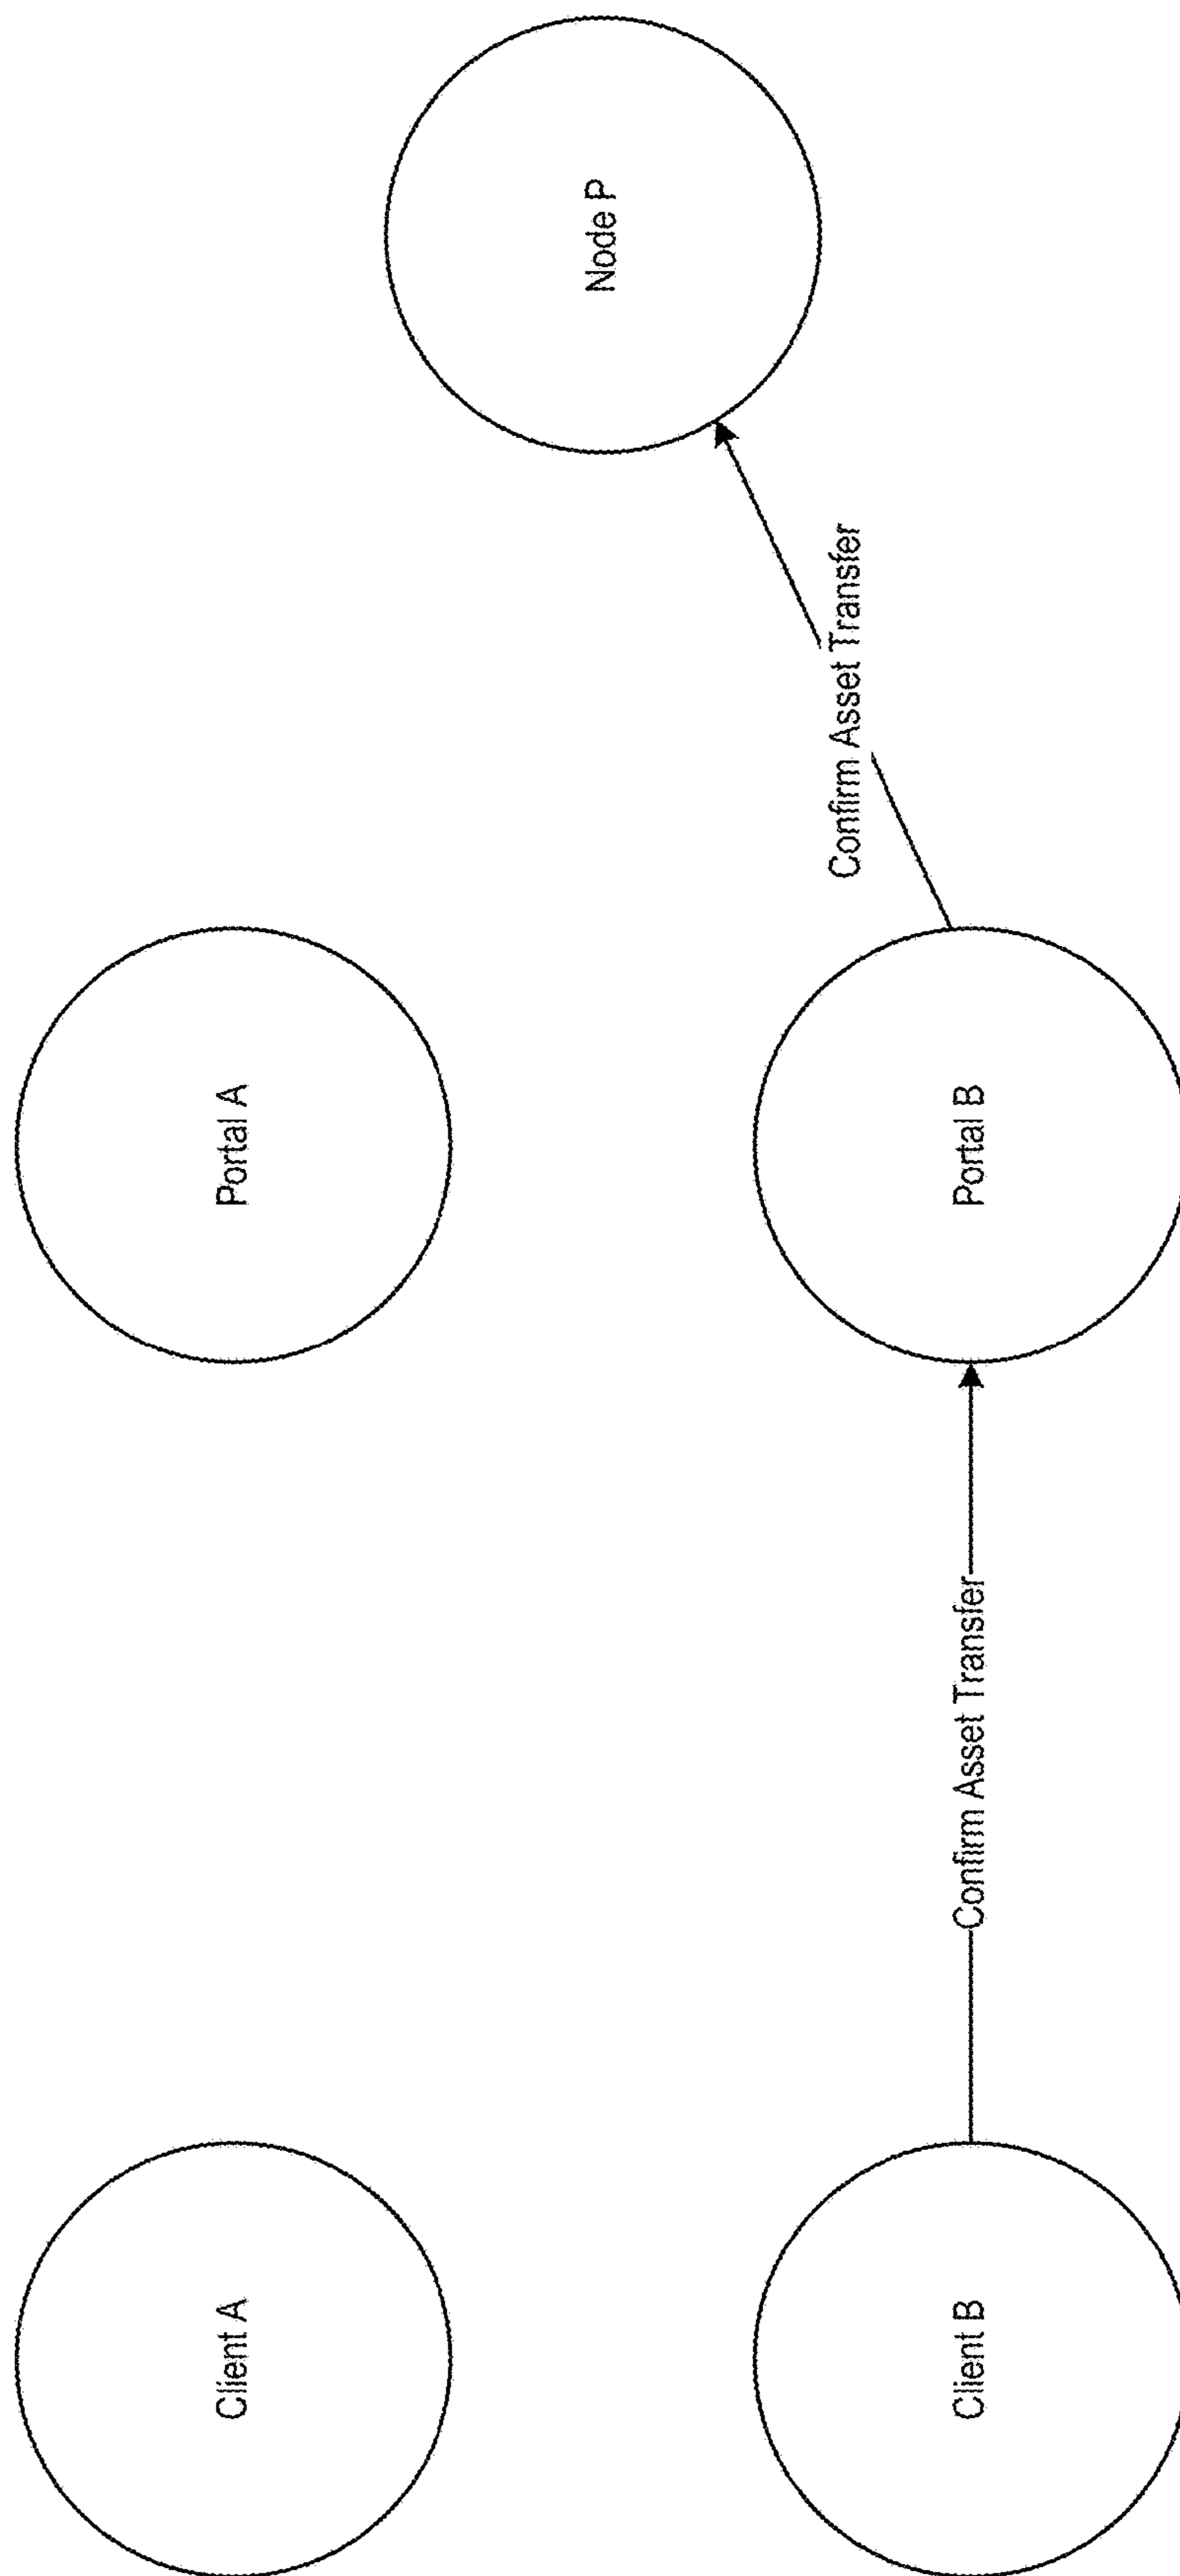 Client A
Portal A
Node P
Confirm Asset Transfer
Client B
Confirm Asset Transfer
Portal B